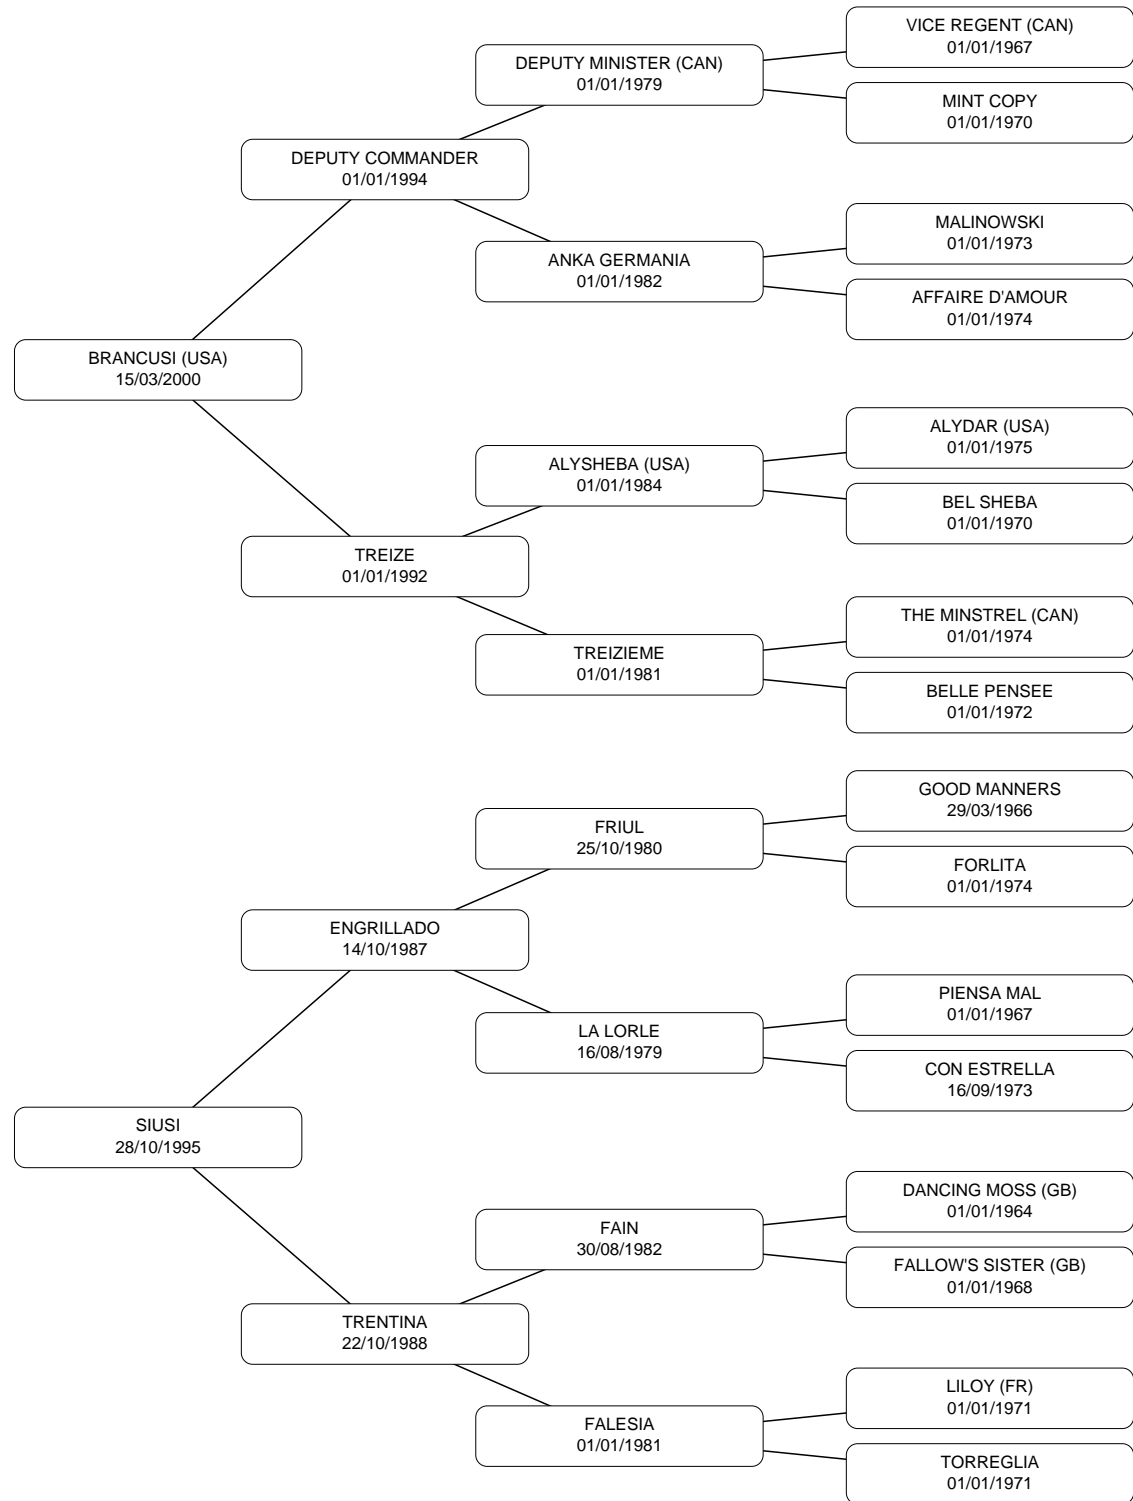 VICE REGENT (CAN)
01/01/1967
DEPUTY MINISTER (CAN)
01/01/1979
MINT COPY
01/01/1970
DEPUTY COMMANDER
01/01/1994
MALINOWSKI
01/01/1973
ANKA GERMANIA
01/01/1982
AFFAIRE D'AMOUR
01/01/1974
BRANCUSI (USA)
15/03/2000
ALYDAR (USA)
01/01/1975
ALYSHEBA (USA)
01/01/1984
BEL SHEBA
01/01/1970
TREIZE
01/01/1992
THE MINSTREL (CAN)
01/01/1974
TREIZIEME
01/01/1981
BELLE PENSEE
01/01/1972
GOOD MANNERS
29/03/1966
FRIUL
25/10/1980
FORLITA
01/01/1974
ENGRILLADO
14/10/1987
PIENSA MAL
01/01/1967
LA LORLE
16/08/1979
CON ESTRELLA
16/09/1973
SIUSI
28/10/1995
DANCING MOSS (GB)
01/01/1964
FAIN
30/08/1982
FALLOW'S SISTER (GB)
01/01/1968
TRENTINA
22/10/1988
LILOY (FR)
01/01/1971
FALESIA
01/01/1981
TORREGLIA
01/01/1971